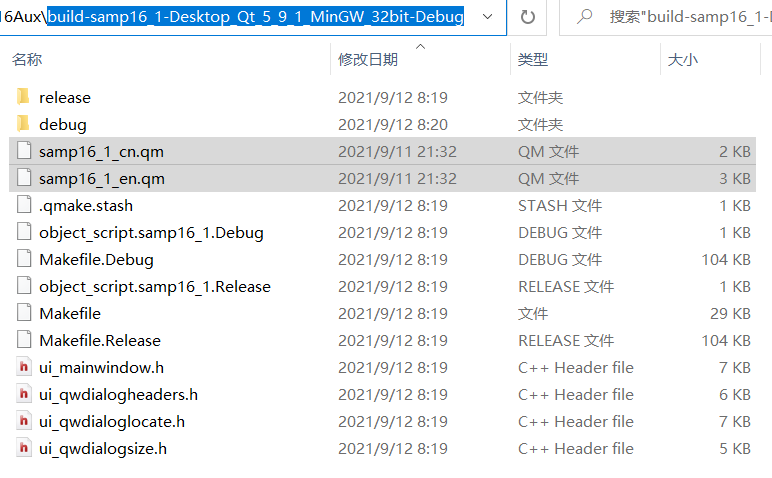 16Aux\build-samp16_1-Desktop_Qt_5_9_1_MinGW_32bit-Debug 搜索"build-samp16_1-D
名称 修改日期 类型 大小
release 2021/9/12 8:19 文件夹
debug 2021/9/12 8:20 文件夹
samp16_1_cn.qm 2021/9/11 21:32 QM 文件 2 KB
samp16_1_en.qm 2021/9/11 21:32 QM 文件 3 KB
.qmake.stash 2021/9/12 8:19 STASH 文件 1 KB
object_script.samp16_1.Debug 2021/9/12 8:19 DEBUG 文件 1 KB
Makefile.Debug 2021/9/12 8:19 DEBUG 文件 104 KB
object_script.samp16_1.Release 2021/9/12 8:19 RELEASE 文件 1 KB
Makefile 2021/9/12 8:19 文件 29 KB
Makefile.Release 2021/9/12 8:19 RELEASE 文件 104 KB
ui_mainwindow.h 2021/9/12 8:19 C++ Header file 7 KB
ui_qwdialogheaders.h 2021/9/12 8:19 C++ Header file 6 KB
ui_qwdialoglocate.h 2021/9/12 8:19 C++ Header file 7 KB
ui_qwdialogsize.h 2021/9/12 8:19 C++ Header file 5 KB